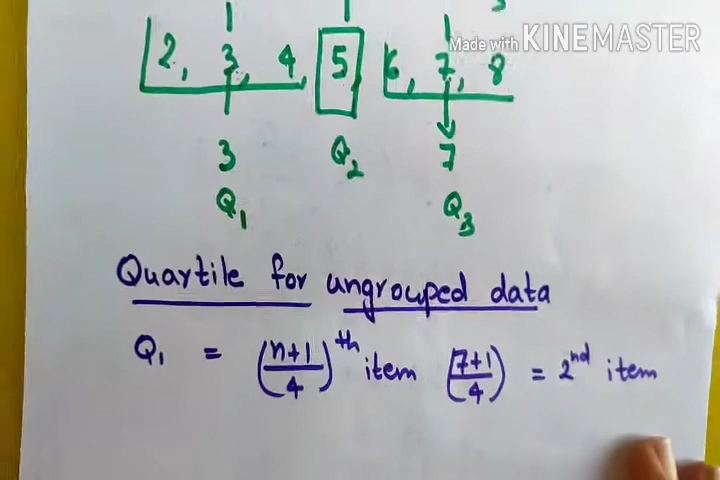 Made with KINEMASTER
2, 3, 4, 5, 6, 7, 8
3 Q2 7
Q1 Q3
Quartile for ungrouped data
Q1 = (n+1/4)th item (7+1/4) = 2nd item